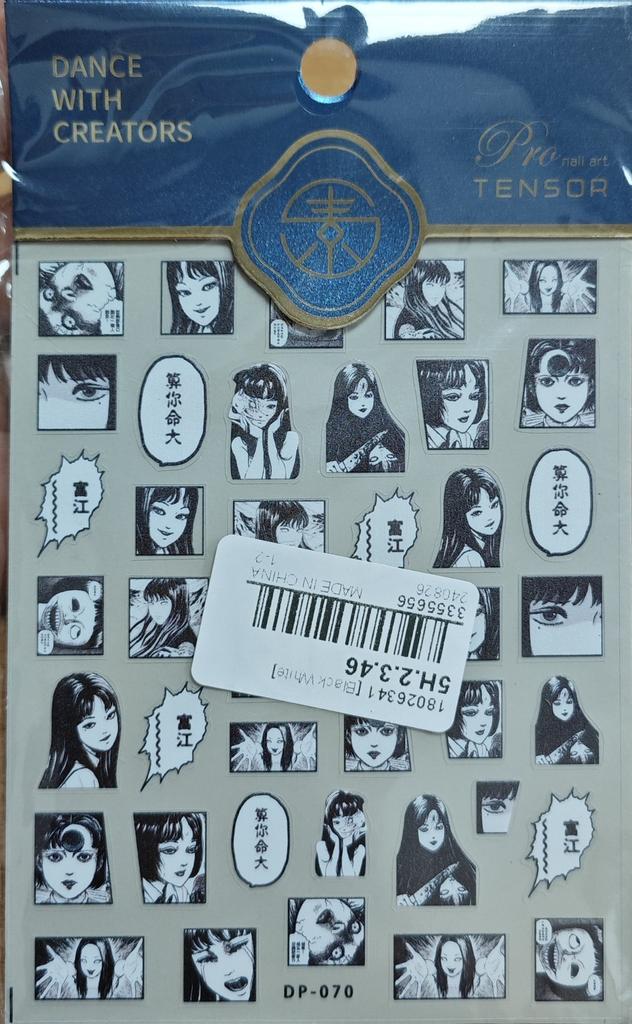 DANCE
WITH
CREATORS
Pro nail art
TENSOR
算你命大
富江
算你命大
富江
18026341 [Black White]
5H.2.3.46
3355656
240826
MADE IN CHINA
1-2
富江
算你命大
富江
DP-070